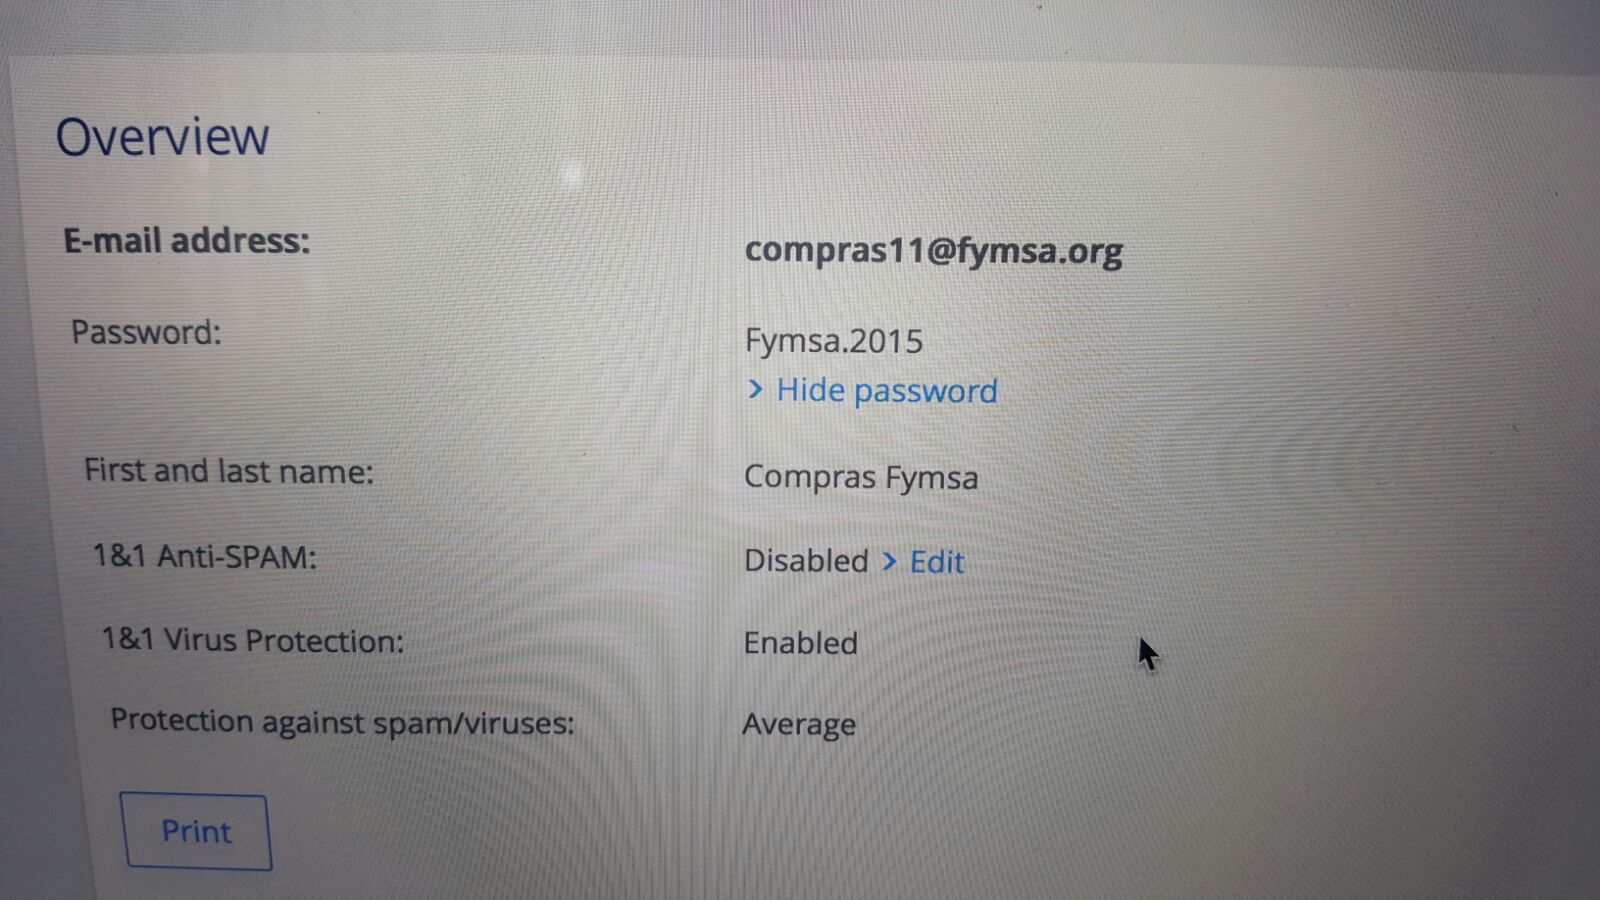 Overview
E-mail address: compras11@fymsa.org
Password: Fymsa.2015
> Hide password
First and last name: Compras Fymsa
1&1 Anti-SPAM: Disabled > Edit
1&1 Virus Protection: Enabled
Protection against spam/viruses: Average
Print